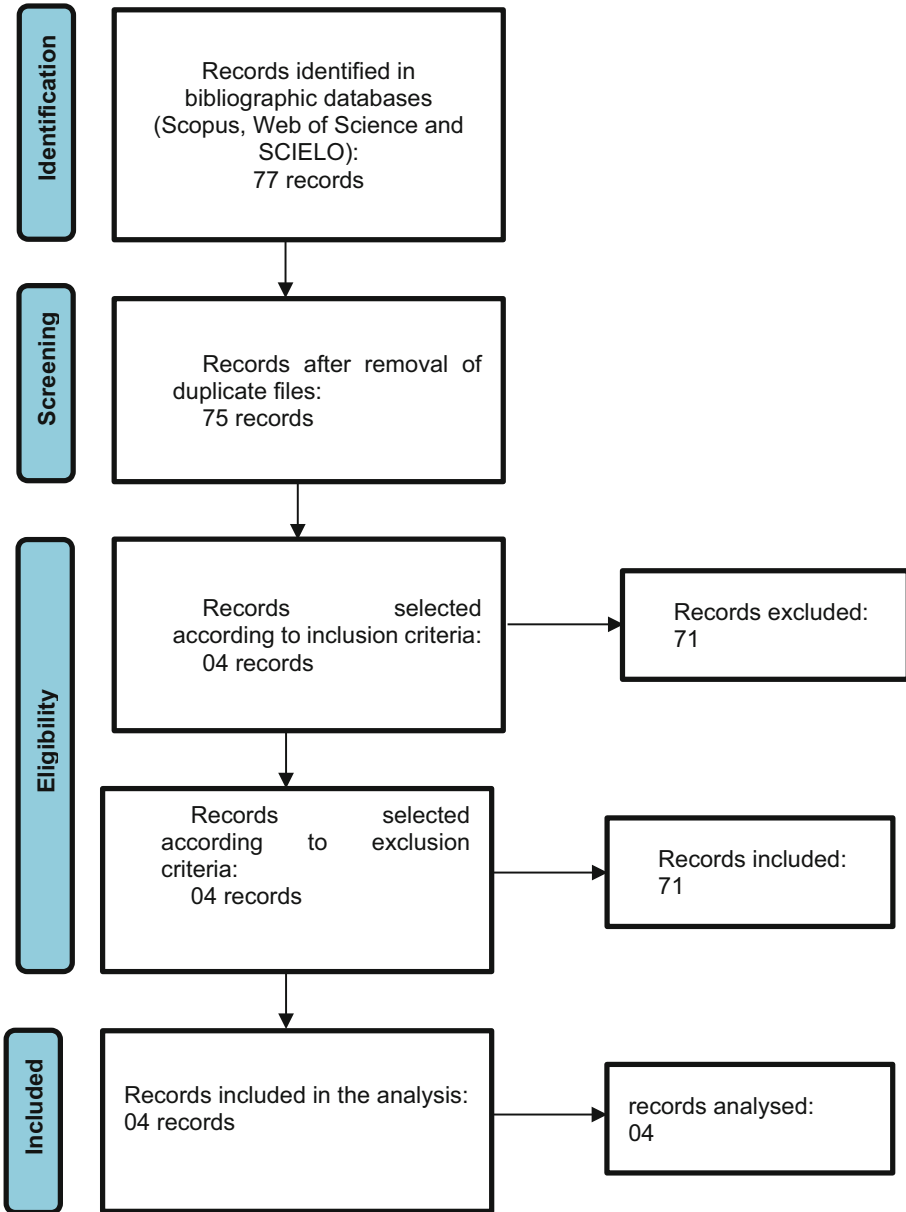 Identification
Records identified in
bibliographic databases
(Scopus, Web of Science and
SCIELO):
77 records
Screening
Records after removal of
duplicate files:
75 records
Eligibility
Records selected
according to inclusion criteria:
04 records
Records excluded:
71
Records selected
according to exclusion
criteria:
04 records
Records included:
71
Included
Records included in the analysis:
04 records
records analysed:
04